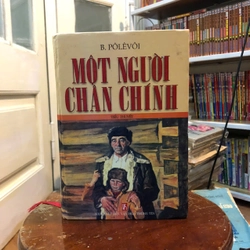 B. PÔLÊVÔI
MỘT NGƯỜI
CHÂN CHÍNH